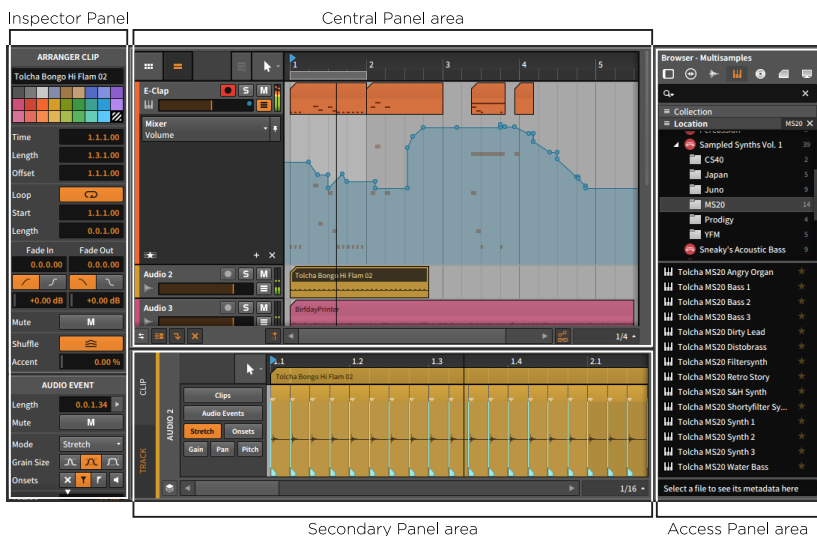 Inspector Panel
Central Panel area
ARRANGER CLIP
Tolcha Bongo Hi Flam 02
Time 1.1.1.00
Length 1.3.1.00
Offset 1.1.1.00
Loop
Start 1.1.1.00
Length 0.0.1.00
Fade In Fade Out
0.0.0.00 0.0.0.00
+0.00 dB +0.00 dB
Mute M
Shuffle
Accent 0.00 %
AUDIO EVENT
Length 0.0.1.34
Mute M
Mode Stretch
Grain Size
Onsets
1 2 3 4 5
E-Clap S M
Mixer
Volume
Audio 2 S M
Tolcha Bongo Hi Flam 02
Audio 3 S M
BirfdayPrinter
1/4
CLIP
TRACK
AUDIO 2
Clips
Audio Events
Stretch Onsets
Gain Pan Pitch
1.1 1.2 1.3 1.4 2.1
Tolcha Bongo Hi Flam 02
1/16
Browser - Multisamples
Collection
Location MS20
Sampled Synths Vol. 1 39
CS40 2
Japan 5
Juno 9
MS20 14
Prodigy 4
YFM 5
Sneaky's Acoustic Bass 9
Tolcha MS20 Angry Organ
Tolcha MS20 Bass 1
Tolcha MS20 Bass 2
Tolcha MS20 Bass 3
Tolcha MS20 Dirty Lead
Tolcha MS20 Distobrass
Tolcha MS20 Filtersynth
Tolcha MS20 Retro Story
Tolcha MS20 S&H Synth
Tolcha MS20 Shortyfilter Sy...
Tolcha MS20 Synth 1
Tolcha MS20 Synth 2
Tolcha MS20 Synth 3
Tolcha MS20 Water Bass
Select a file to see its metadata here
Secondary Panel area
Access Panel area